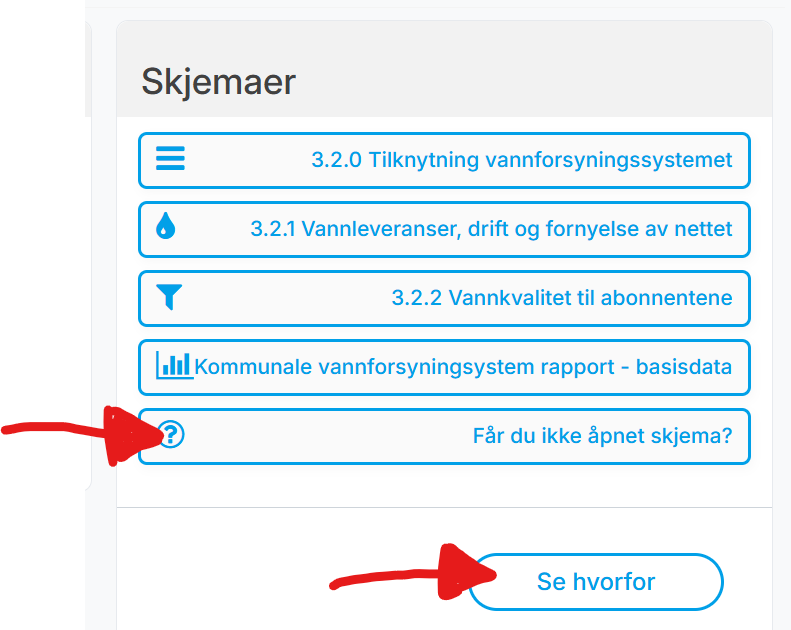 Skjemaer
3.2.0 Tilknytning vannforsyningssystemet
3.2.1 Vannleveranser, drift og fornyelse av nettet
3.2.2 Vannkvalitet til abonnentene
Kommunale vannforsyningsystem rapport - basisdata
Får du ikke åpnet skjema?
Se hvorfor